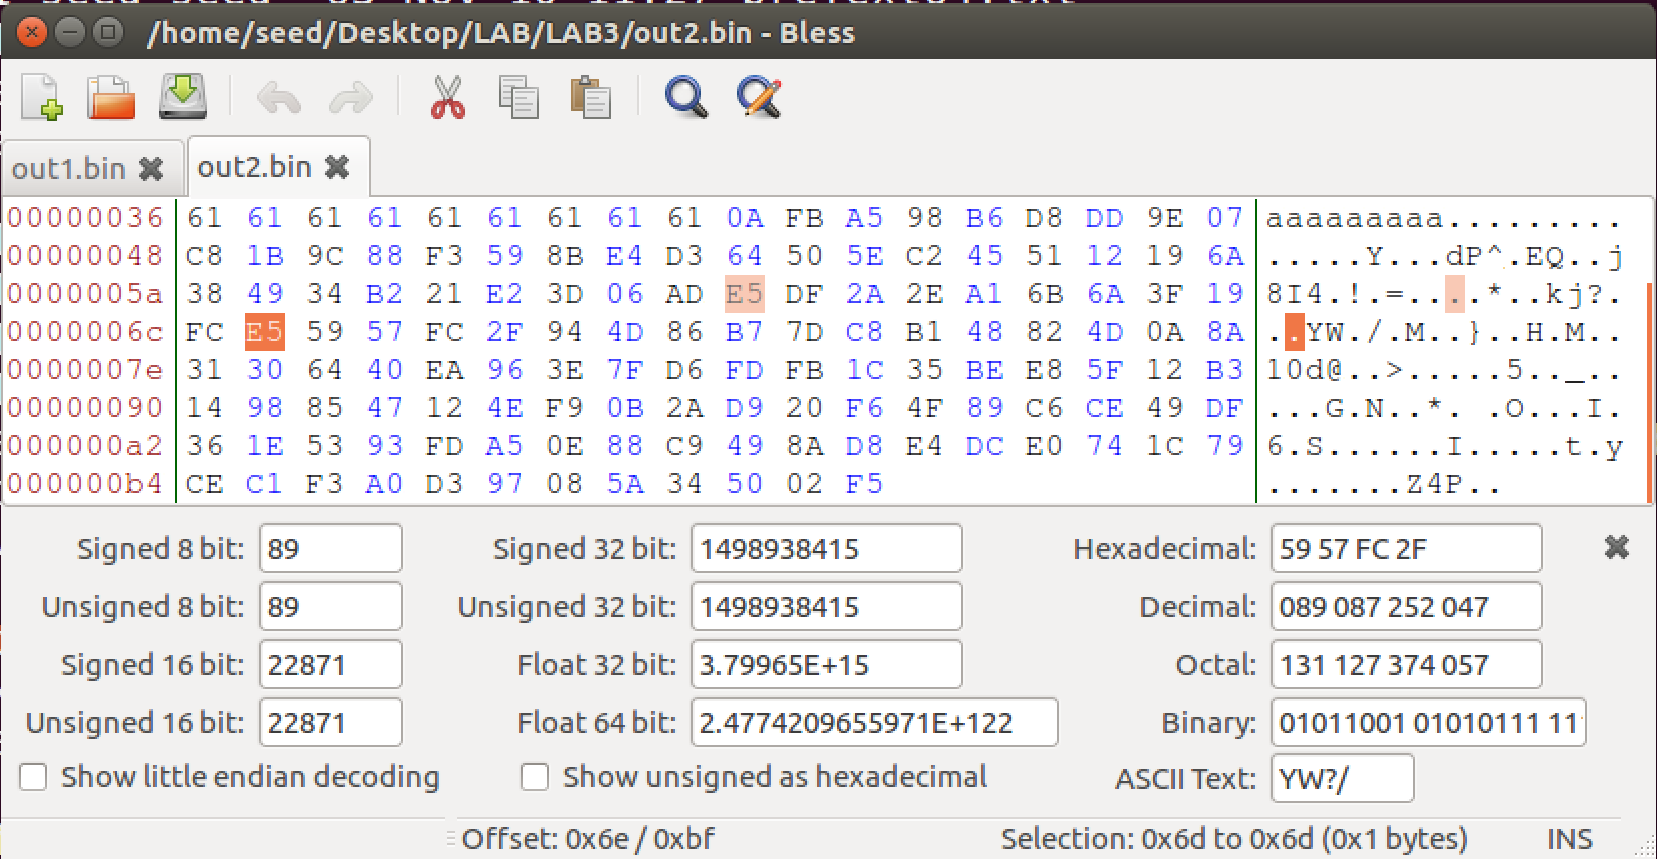 /home/seed/Desktop/LAB/LAB3/out2.bin - Bless
out1.bin out2.bin
00000036 61 61 61 61 61 61 61 61 61 0A FB A5 98 B6 D8 DD 9E 07 aaaaaaaaa.........
00000048 C8 1B 9C 88 F3 59 8B E4 D3 64 50 5E C2 45 51 12 19 6A .....Y...dP^.EQ..j
0000005a 38 49 34 B2 21 E2 3D 06 AD E5 DF 2A 2E A1 6B 6A 3F 19 8I4.!.=....*..kj?.
0000006c FC E5 59 57 FC 2F 94 4D 86 B7 7D C8 B1 48 82 4D 0A 8A ..YW./.M..}..H.M..
0000007e 31 30 64 40 EA 96 3E 7F D6 FD FB 1C 35 BE E8 5F 12 B3 10d@..>.....5.._..
00000090 14 98 85 47 12 4E F9 0B 2A D9 20 F6 4F 89 C6 CE 49 DF ...G.N..*. .O...I.
000000a2 36 1E 53 93 FD A5 0E 88 C9 49 8A D8 E4 DC E0 74 1C 79 6.S......I.....t.y
000000b4 CE C1 F3 A0 D3 97 08 5A 34 50 02 F5 .......Z4P..
Signed 8 bit: 89 Signed 32 bit: 1498938415 Hexadecimal: 59 57 FC 2F
Unsigned 8 bit: 89 Unsigned 32 bit: 1498938415 Decimal: 089 087 252 047
Signed 16 bit: 22871 Float 32 bit: 3.79965E+15 Octal: 131 127 374 057
Unsigned 16 bit: 22871 Float 64 bit: 2.4774209655971E+122 Binary: 01011001 01010111 11
Show little endian decoding Show unsigned as hexadecimal ASCII Text: YW?/
Offset: 0x6e / 0xbf Selection: 0x6d to 0x6d (0x1 bytes) INS